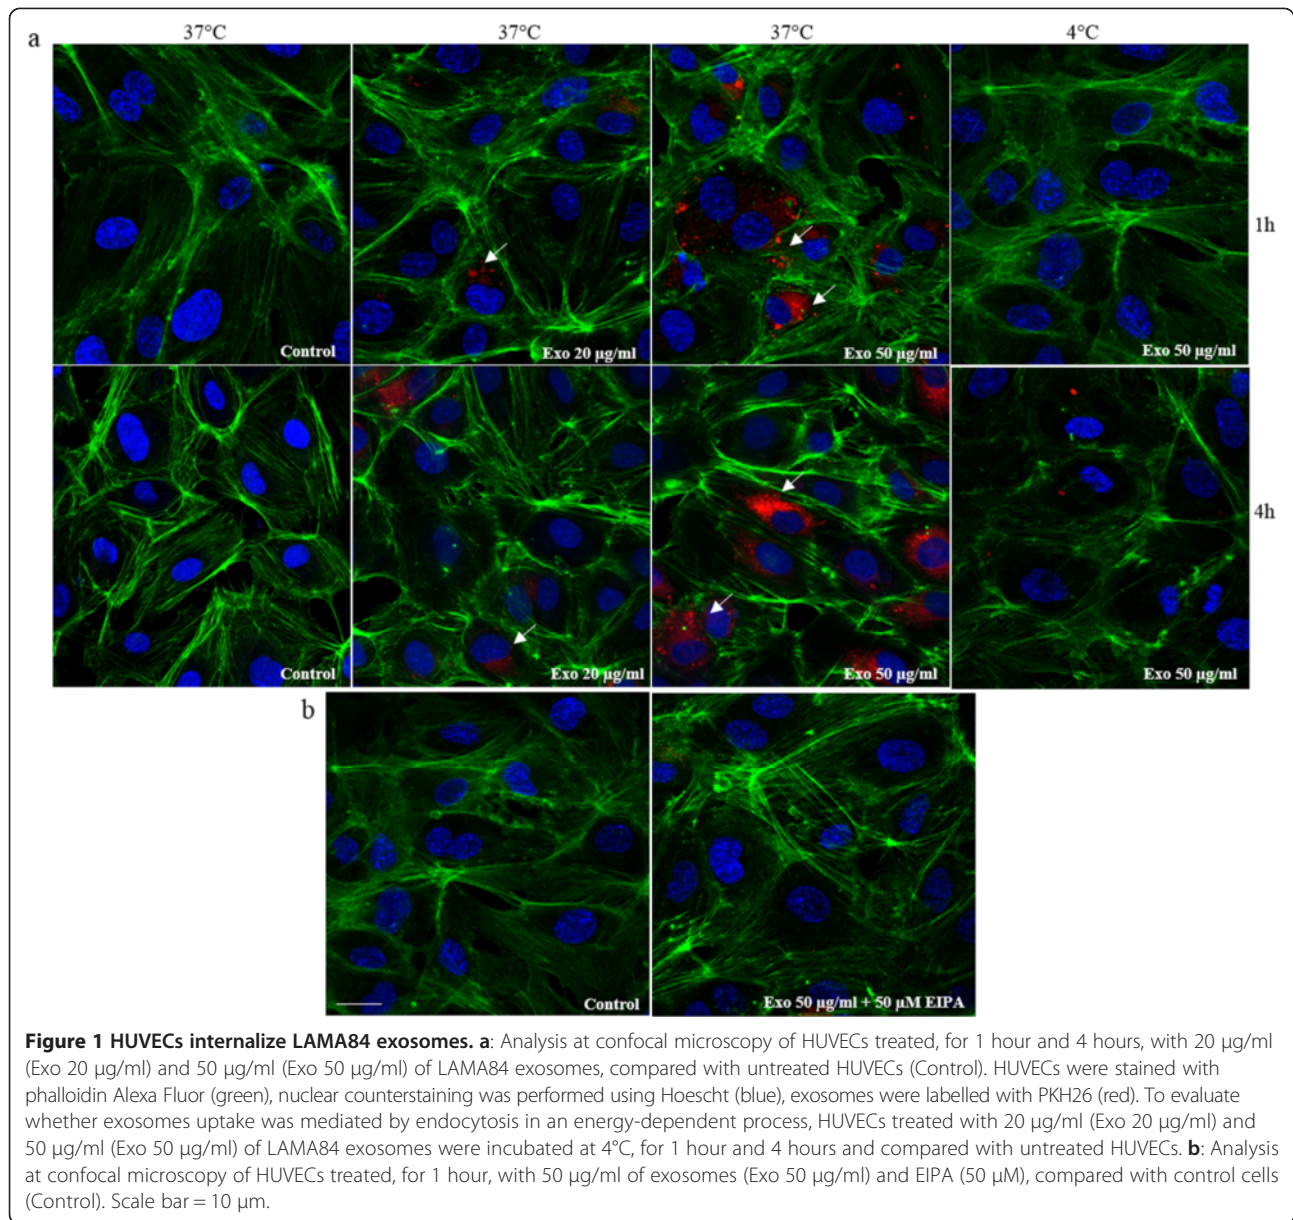 a
37°C 37°C 37°C 4°C
Control Exo 20 µg/ml Exo 50 µg/ml Exo 50 µg/ml
1h
Control Exo 20 µg/ml Exo 50 µg/ml Exo 50 µg/ml
4h
b
Control Exo 50 µg/ml + 50 µM EIPA
Figure 1 HUVECs internalize LAMA84 exosomes. a: Analysis at confocal microscopy of HUVECs treated, for 1 hour and 4 hours, with 20 µg/ml
(Exo 20 µg/ml) and 50 µg/ml (Exo 50 µg/ml) of LAMA84 exosomes, compared with untreated HUVECs (Control). HUVECs were stained with
phalloidin Alexa Fluor (green), nuclear counterstaining was performed using Hoescht (blue), exosomes were labelled with PKH26 (red). To evaluate
whether exosomes uptake was mediated by endocytosis in an energy-dependent process, HUVECs treated with 20 µg/ml (Exo 20 µg/ml) and
50 µg/ml (Exo 50 µg/ml) of LAMA84 exosomes were incubated at 4°C, for 1 hour and 4 hours and compared with untreated HUVECs. b: Analysis
at confocal microscopy of HUVECs treated, for 1 hour, with 50 µg/ml of exosomes (Exo 50 µg/ml) and EIPA (50 µM), compared with control cells
(Control). Scale bar = 10 µm.